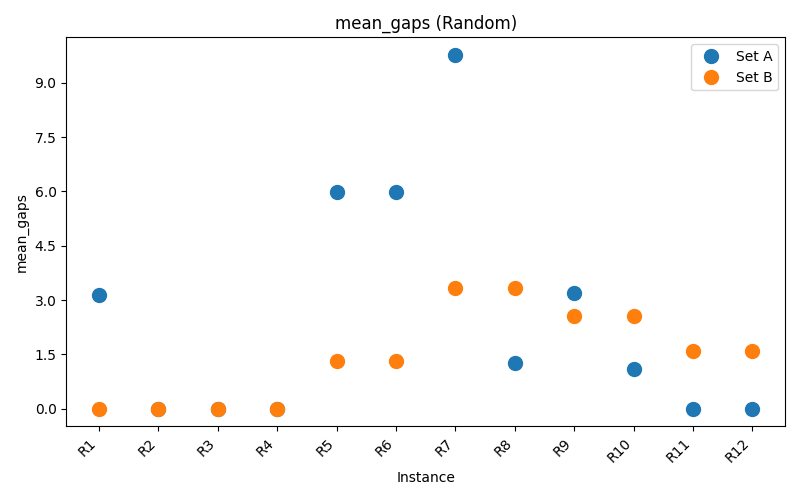 mean_gaps (Random)
Set A
Set B
mean_gaps
9.0
7.5
6.0
4.5
3.0
1.5
0.0
R1 R2 R3 R4 R5 R6 R7 R8 R9 R10 R11 R12
Instance